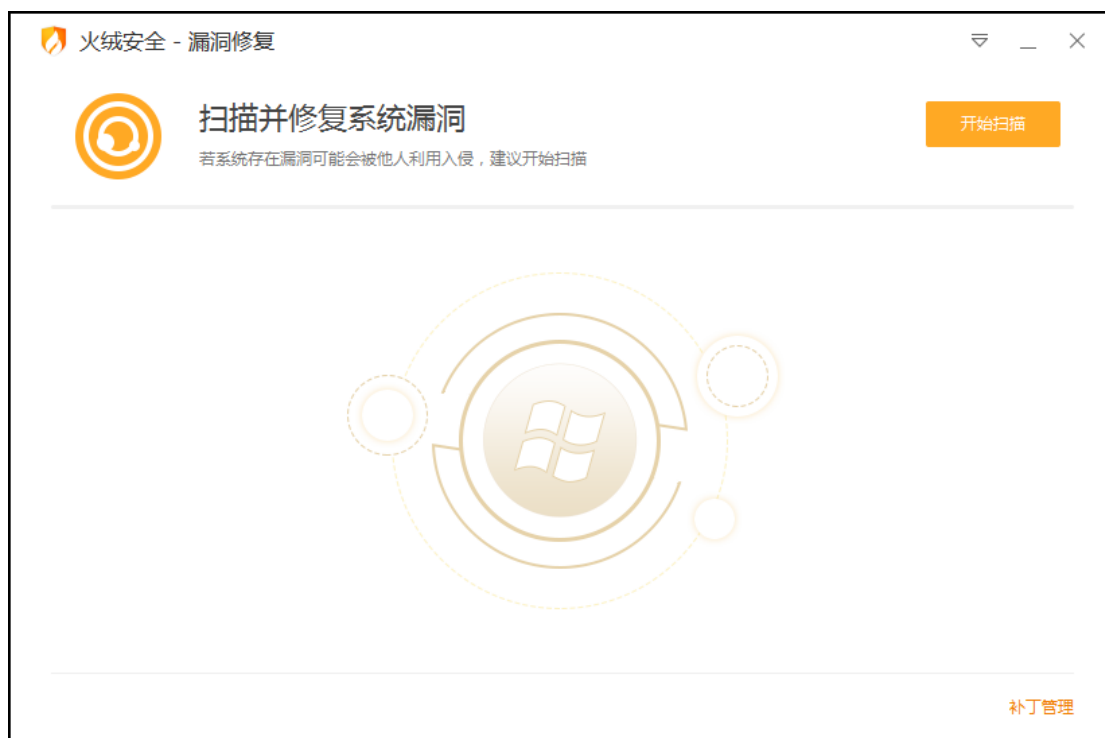 火绒安全 - 漏洞修复
扫描并修复系统漏洞
开始扫描
若系统存在漏洞可能会被他人利用入侵，建议开始扫描
补丁管理